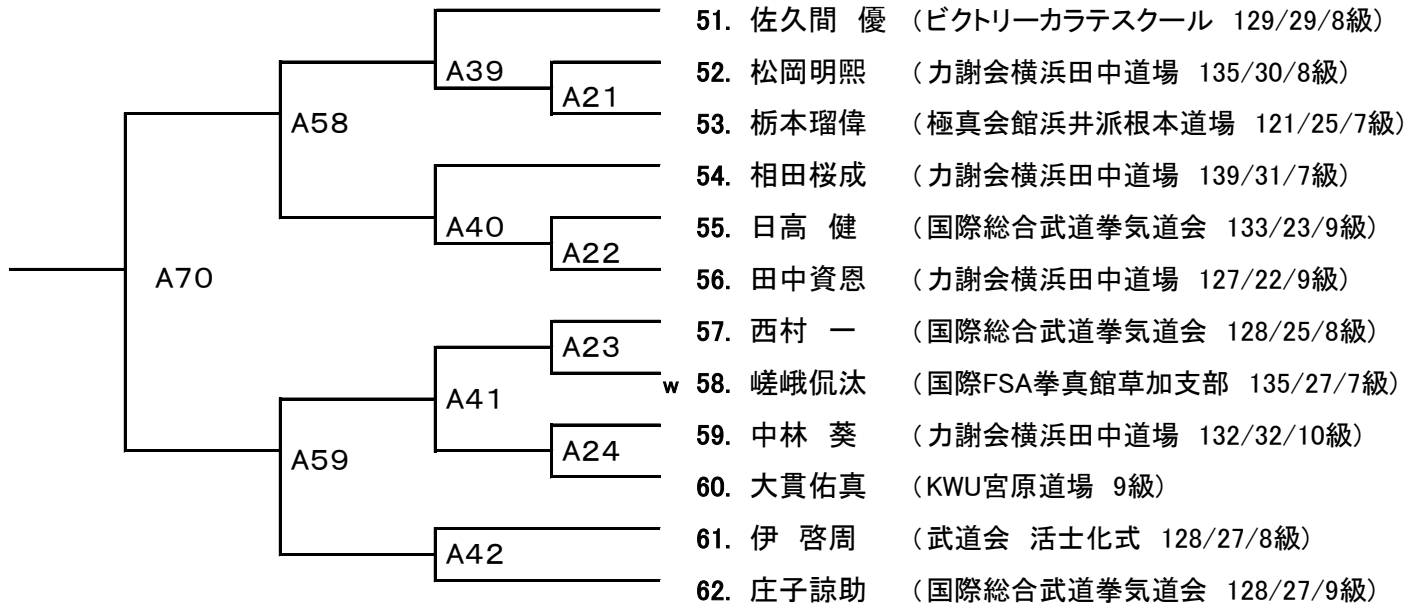 51. 佐久間　優　（ビクトリーカラテスクール　129/29/8級）
A39
52. 松岡明熙　（力謝会横浜田中道場　135/30/8級）
A21
A58
53. 栃本瑠偉　（極真会館浜井派根本道場　121/25/7級）
54. 相田桜成　（力謝会横浜田中道場　139/31/7級）
A40
55. 日高　健　（国際総合武道拳気道会　133/23/9級）
A22
A70
56. 田中資恩　（力謝会横浜田中道場　127/22/9級）
57. 西村　一　（国際総合武道拳気道会　128/25/8級）
A23
w 58. 嵯峨侃汰　（国際FSA拳真館草加支部　135/27/7級）
A41
59. 中林　葵　（力謝会横浜田中道場　132/32/10級）
A24
A59
60. 大貫佑真　（KWU宮原道場　9級）
61. 伊　啓周　（武道会　活士化式　128/27/8級）
A42
62. 庄子諒助　（国際総合武道拳気道会　128/27/9級）